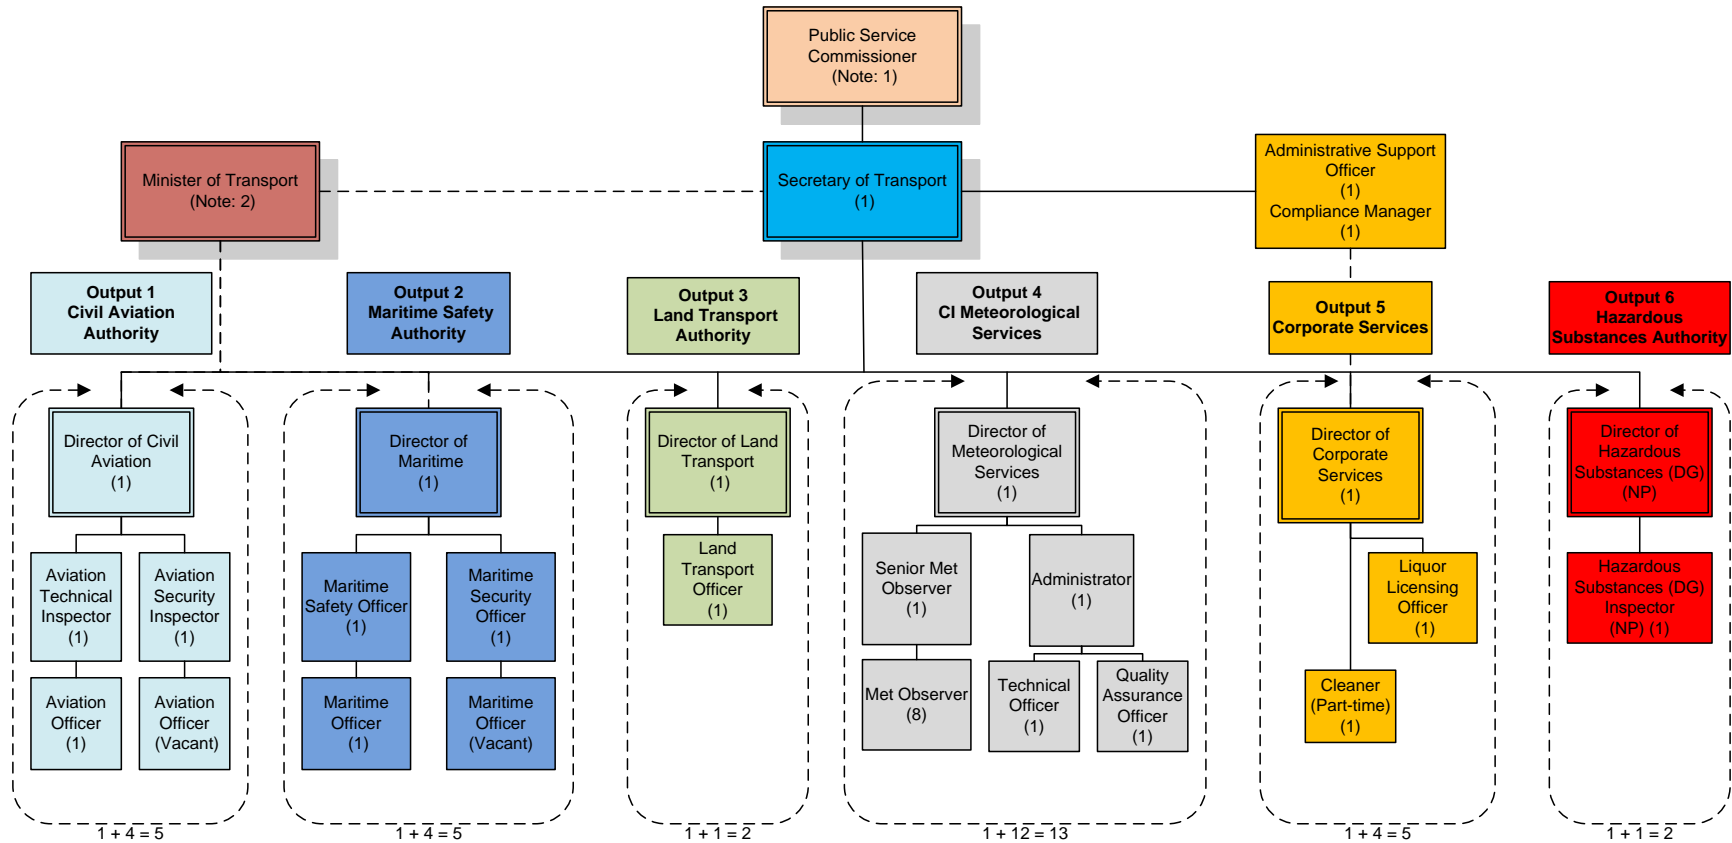 Public Service
Commissioner
(Note: 1)
Minister of Transport
(Note: 2)
Secretary of Transport
(1)
Administrative Support
Officer
(1)
Compliance Manager
(1)
Output 1
Civil Aviation
Authority
Output 2
Maritime Safety
Authority
Output 3
Land Transport
Authority
Output 4
CI Meteorological
Services
Output 5
Corporate Services
Output 6
Hazardous
Substances Authority
Director of Civil
Aviation
(1)
Director of
Maritime
(1)
Director of Land
Transport
(1)
Director of
Meteorological
Services
(1)
Director of
Corporate
Services
(1)
Director of
Hazardous
Substances (DG)
(NP)
Aviation
Technical
Inspector
(1)
Aviation
Security
Inspector
(1)
Maritime
Safety Officer
(1)
Maritime
Security
Officer
(1)
Land
Transport
Officer
(1)
Senior Met
Observer
(1)
Administrator
(1)
Liquor
Licensing
Officer
(1)
Hazardous
Substances (DG)
Inspector
(NP) (1)
Aviation
Officer
(1)
Aviation
Officer
(Vacant)
Maritime
Officer
(1)
Maritime
Officer
(Vacant)
Met Observer
(8)
Technical
Officer
(1)
Quality
Assurance
Officer
(1)
Cleaner
(Part-time)
(1)
1 + 4 = 5
1 + 4 = 5
1 + 1 = 2
1 + 12 = 13
1 + 4 = 5
1 + 1 = 2